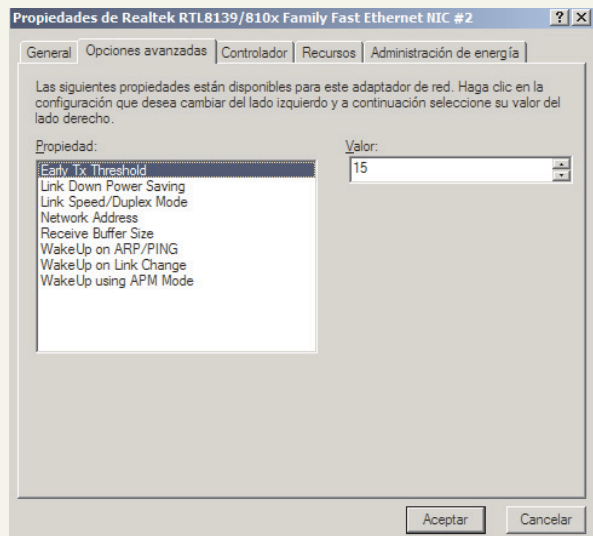 Propiedades de Realtek RTL8139/810x Family Fast Ethernet NIC #2
General
Opciones avanzadas
Controlador
Recursos
Administración de energía
Las siguientes propiedades están disponibles para este adaptador de red. Haga clic en la
configuración que desea cambiar del lado izquierdo y a continuación seleccione su valor del
lado derecho.
Propiedad:
Early Tx Threshold
Link Down Power Saving
Link Speed/Duplex Mode
Network Address
Receive Buffer Size
WakeUp on ARP/PING
WakeUp on Link Change
WakeUp using APM Mode
Valor:
15
Aceptar
Cancelar